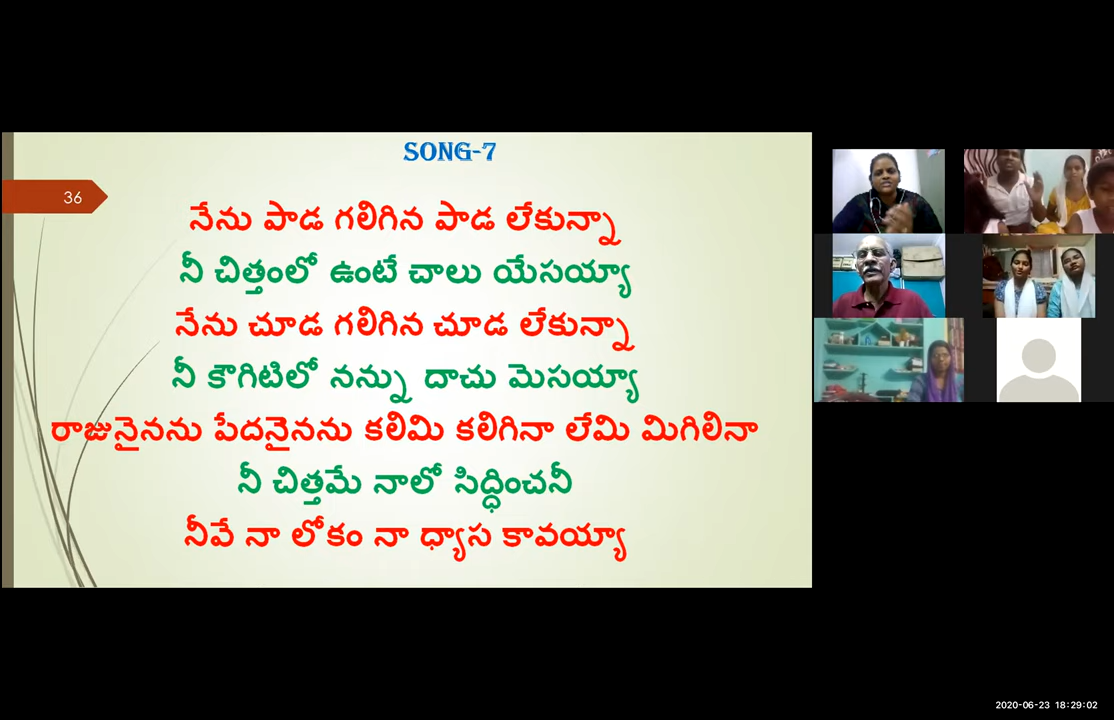 SONG-7
36
నేను పాడ గలిగిన పాడ లేకున్నా
నీ చిత్తంలో ఉంటే చాలు యేసయ్యా
నేను చూడ గలిగిన చూడ లేకున్నా
నీ కౌగిటిలో నన్ను దాచు మెసయ్యా
రాజునైనను పేదనైనను కలిమి కలిగినా లేమి మిగిలినా
నీ చిత్తమే నాలో సిద్ధించనీ
నీవే నా లోకం నా ధ్యాస కావయ్యా
2020-06-23 18:29:02